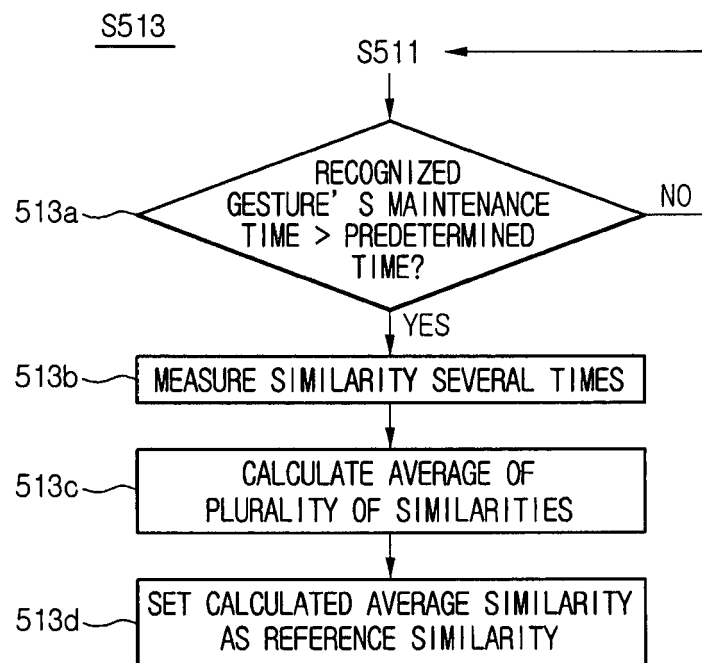 S513
S511
513a
RECOGNIZED
GESTURE'S MAINTENANCE
TIME > PREDETERMINED
TIME?
NO
YES
513b
MEASURE SIMILARITY SEVERAL TIMES
513c
CALCULATE AVERAGE OF
PLURALITY OF SIMILARITIES
513d
SET CALCULATED AVERAGE SIMILARITY
AS REFERENCE SIMILARITY